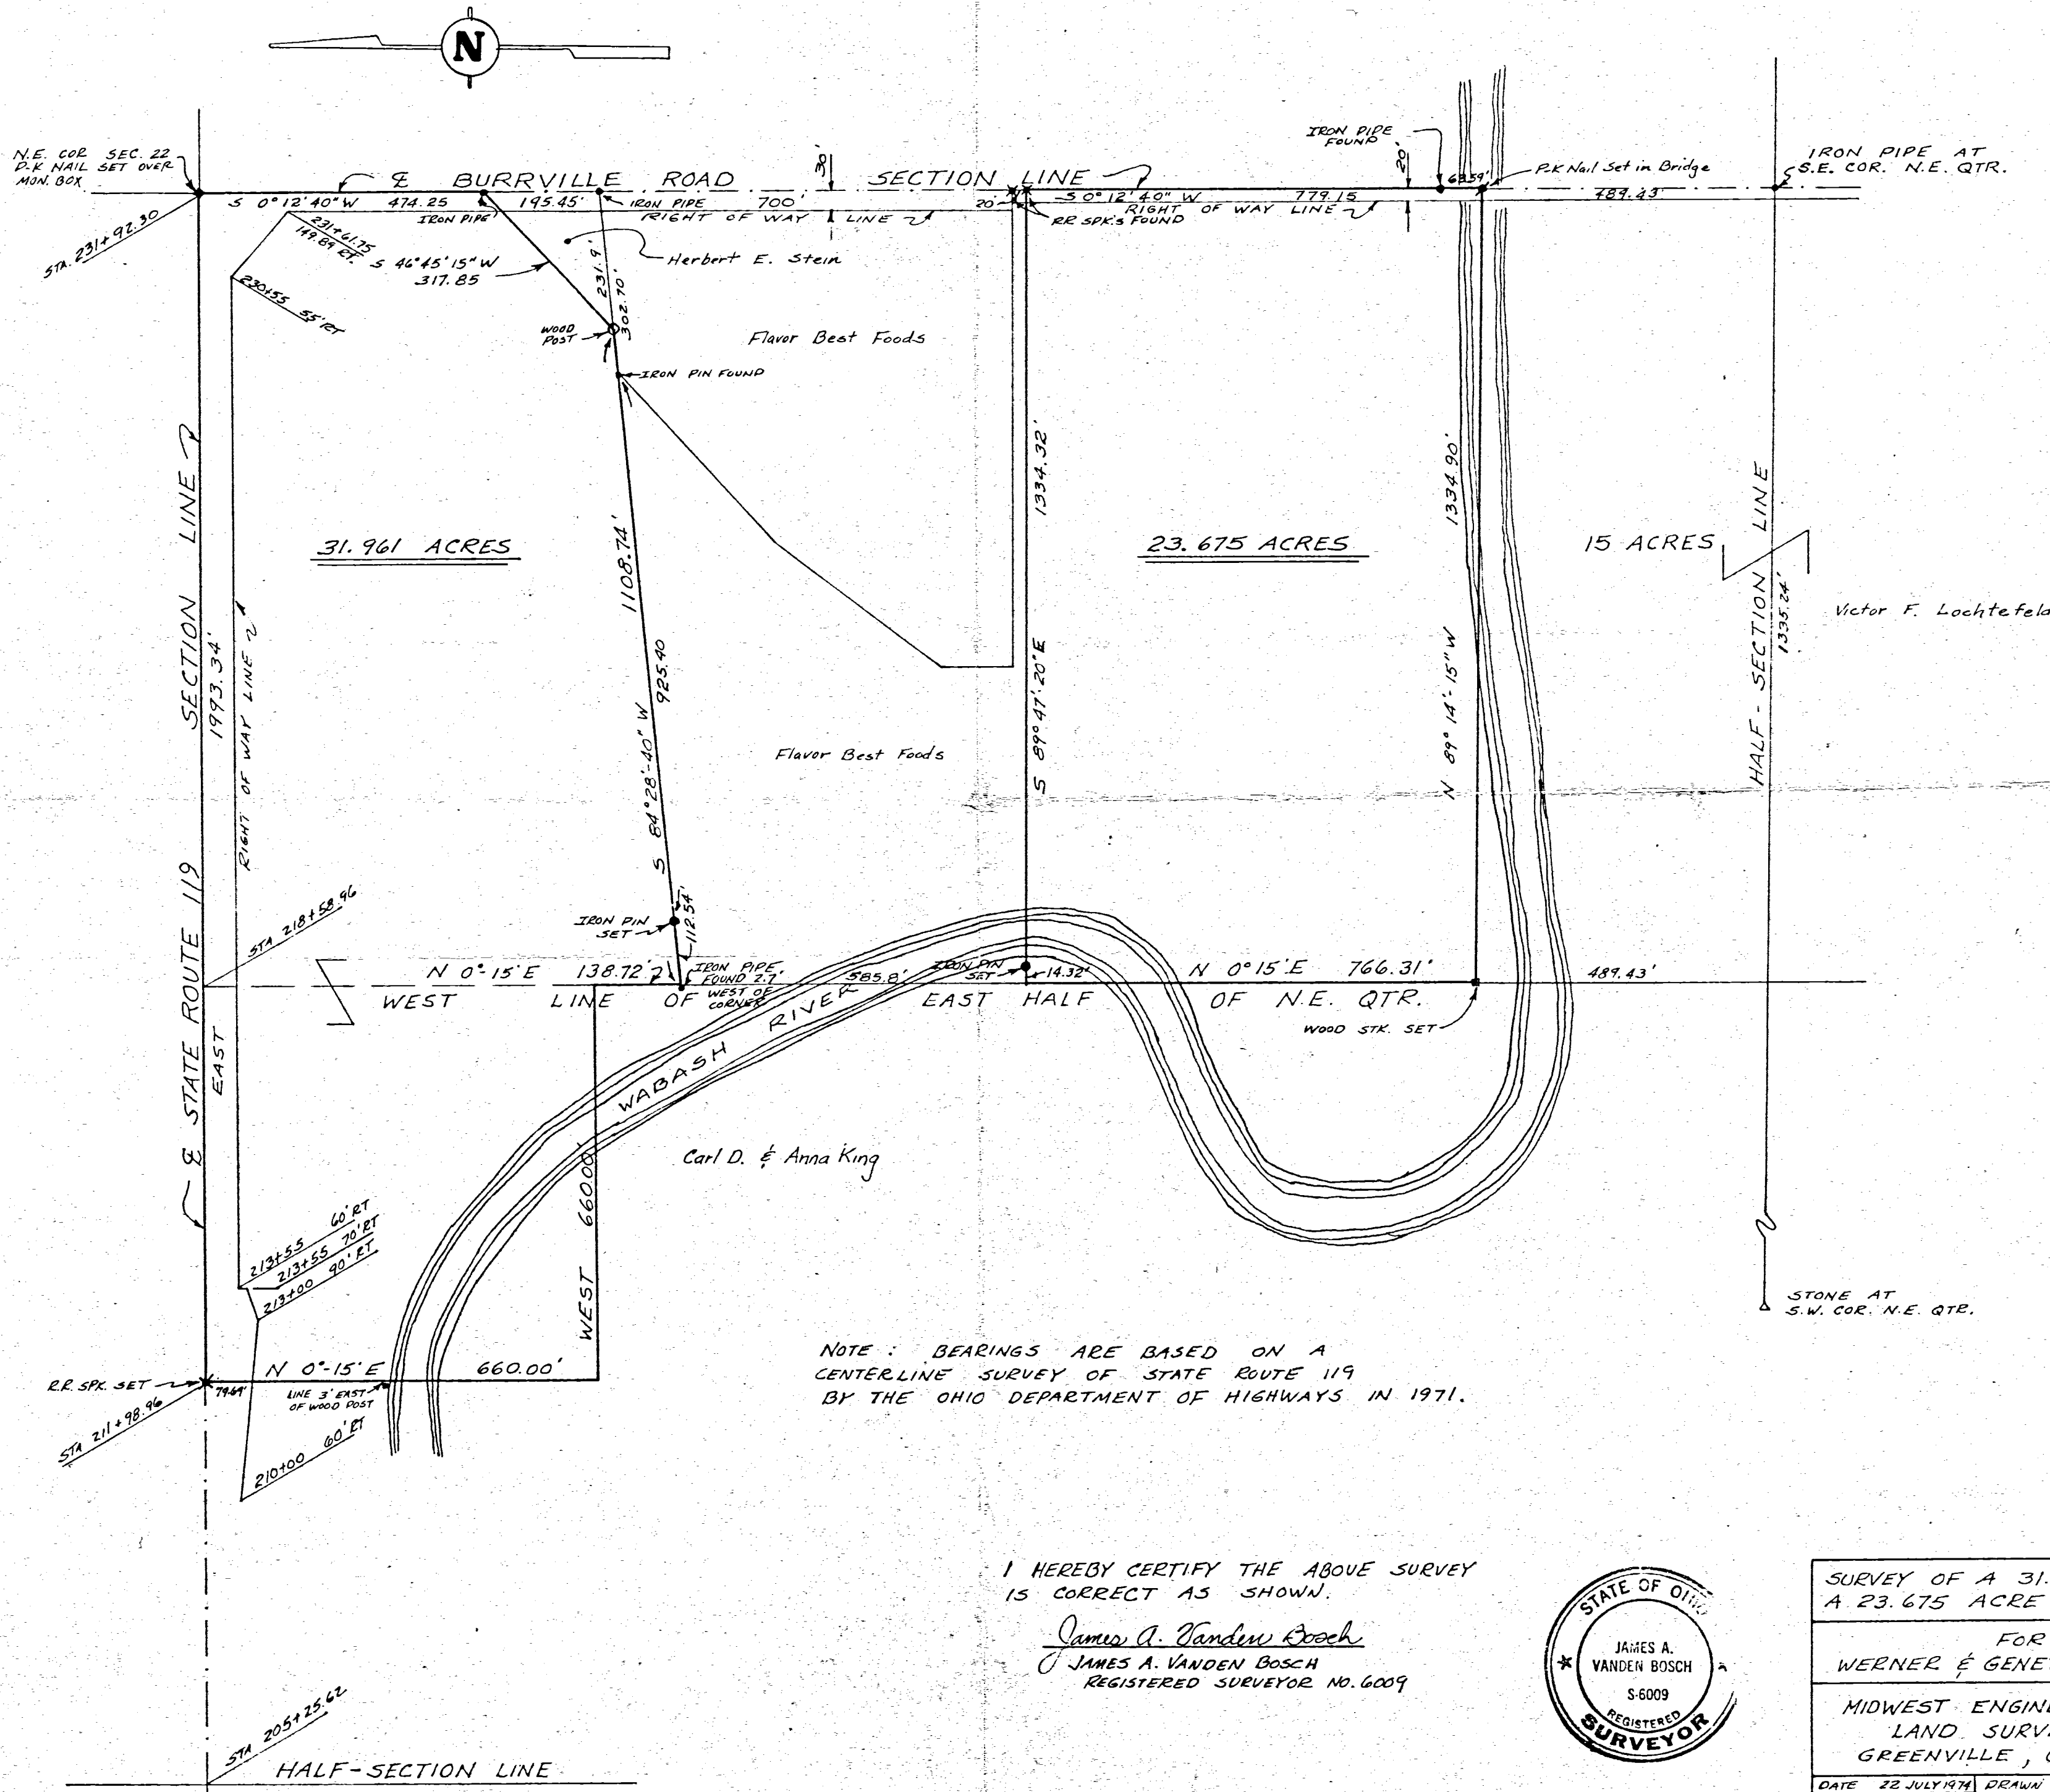 N
N.E. COR SEC. 22
P.K NAIL SET OVER
MON. BOX
STA. 231+92.30
℄ BURRVILLE ROAD
SECTION LINE
S 0°12'40"W 474.25
195.45'
IRON PIPE
IRON PIPE
700'
RIGHT OF WAY LINE
20'
S 0°12'40" W 779.15
RIGHT OF WAY LINE
RR SPK'S FOUND
IRON PIPE
FOUND
20'
P.K Nail Set in Bridge
489.43'
IRON PIPE AT
S.E. COR. N.E. QTR.
231+61.75
149.89 RT.
230+55 55' RT
S 46°45'15"W
317.85
Herbert E. Stein
231.9'
302.70'
WOOD
POST
Flavor Best Foods
IRON PIN FOUND
SECTION LINE
1993.34'
RIGHT OF WAY LINE
31.961 ACRES
1108.74'
925.40
S 84°28'-40" W
1334.32'
S 89°47'20"E
23.675 ACRES
1334.90'
N 89°14'-15"W
15 ACRES
HALF-SECTION LINE
1335.24'
Victor F. Lochtefeld
Flavor Best Foods
℄ STATE ROUTE 119
EAST
STA 218+58.96
IRON PIN
SET
112.54'
N 0°-15'E 138.72'
IRON PIPE
FOUND 2.7'
WEST OF
CORNER
585.8'
IRON PIN
SET
14.32'
N 0°15'E 766.31'
489.43'
WEST LINE OF EAST HALF OF N.E. QTR.
WOOD STK. SET
WABASH RIVER
Carl D. & Anna King
WEST 660.00'
213+55 60' RT
213+55 70' RT
213+00 90' RT
R.R. SPK. SET
79.69'
N 0°-15'E
660.00'
LINE 3' EAST
OF WOOD POST
STA 211+98.96
210+00 60' RT
STONE AT
S.W. COR. N.E. QTR.
NOTE : BEARINGS ARE BASED ON A
CENTERLINE SURVEY OF STATE ROUTE 119
BY THE OHIO DEPARTMENT OF HIGHWAYS IN 1971.
I HEREBY CERTIFY THE ABOVE SURVEY
IS CORRECT AS SHOWN.
James A. Vanden Bosch
JAMES A. VANDEN BOSCH
REGISTERED SURVEYOR NO. 6009
STATE OF OHIO
JAMES A.
VANDEN BOSCH
S-6009
REGISTERED
SURVEYOR
SURVEY OF A 31.
A 23.675 ACRE
FOR
WERNER & GENE
MIDWEST ENGIN
LAND SURV
GREENVILLE, O
DATE 22 JULY 1974 DRAWN
STA 205+25.62
HALF-SECTION LINE